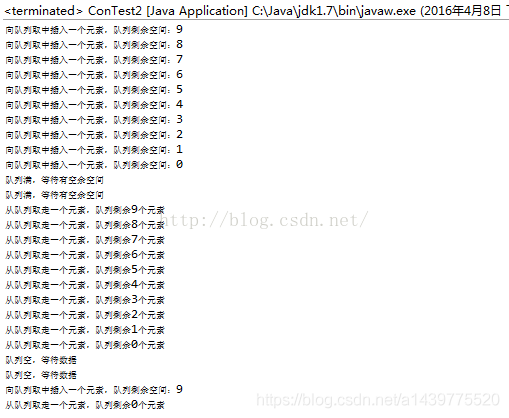 <terminated> ConTest2 [Java Application] C:\Java\jdk1.7\bin\javaw.exe (2016年4月8日
向队列取中插入一个元素，队列剩余空间：9
向队列取中插入一个元素，队列剩余空间：8
向队列取中插入一个元素，队列剩余空间：7
向队列取中插入一个元素，队列剩余空间：6
向队列取中插入一个元素，队列剩余空间：5
向队列取中插入一个元素，队列剩余空间：4
向队列取中插入一个元素，队列剩余空间：3
向队列取中插入一个元素，队列剩余空间：2
向队列取中插入一个元素，队列剩余空间：1
向队列取中插入一个元素，队列剩余空间：0
队列满，等待有空余空间
队列满，等待有空余空间
从队列取走一个元素，队列剩余9个元素
从队列取走一个元素，队列剩余8个元素
从队列取走一个元素，队列剩余7个元素
从队列取走一个元素，队列剩余6个元素
从队列取走一个元素，队列剩余5个元素
从队列取走一个元素，队列剩余4个元素
从队列取走一个元素，队列剩余3个元素
从队列取走一个元素，队列剩余2个元素
从队列取走一个元素，队列剩余1个元素
从队列取走一个元素，队列剩余0个元素
队列空，等待数据
队列空，等待数据
向队列取中插入一个元素，队列剩余空间：9
从队列取走一个元素，队列剩余0个元素
http://blog.csdn.net/
https://blog.csdn.net/a1439775520